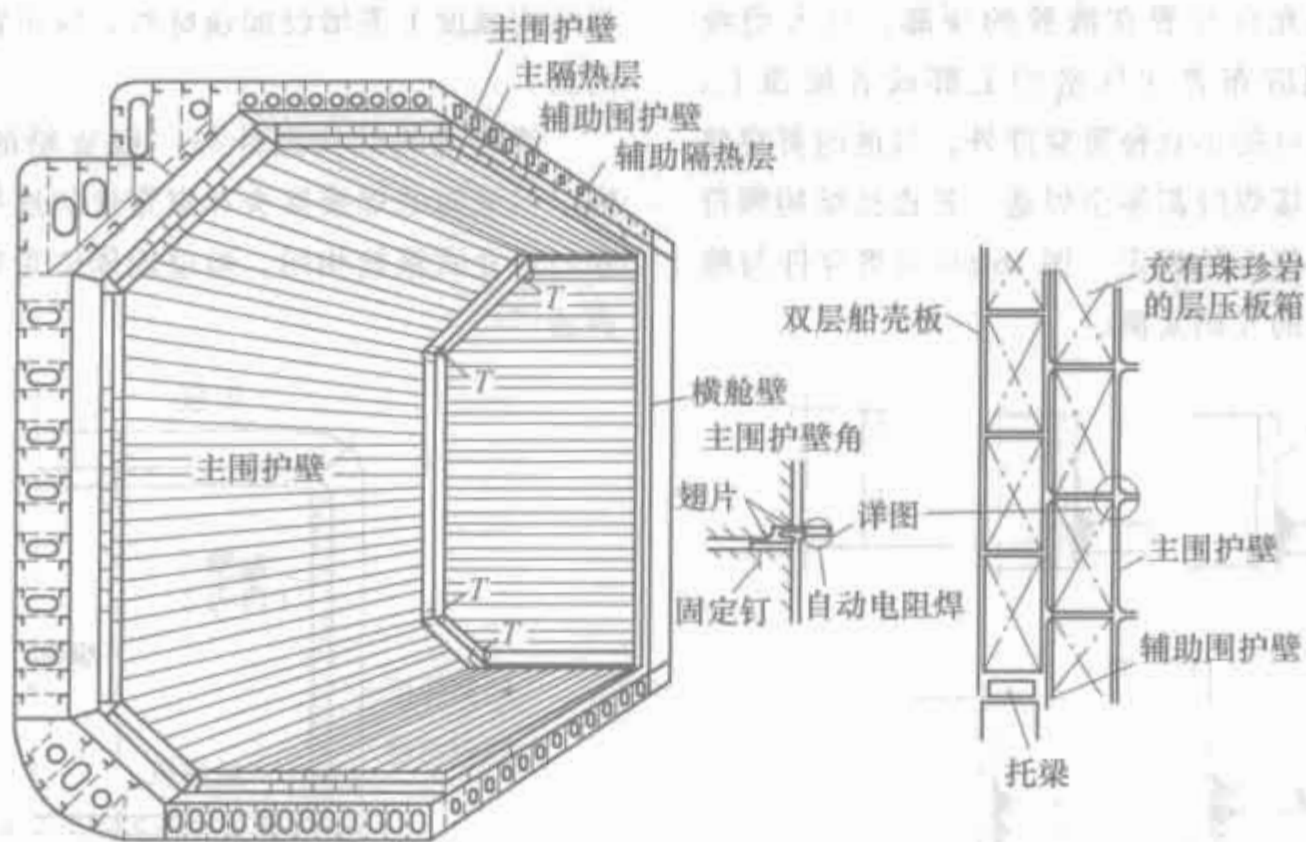 主围护壁
主隔热层
辅助围护壁
辅助隔热层
T
T
T
T
主围护壁
横舱壁
主围护壁角
翅片
固定钉
自动电阻焊
详图
双层船壳板
充有珠珍岩
的层压板箱
主围护壁
辅助围护壁
托梁